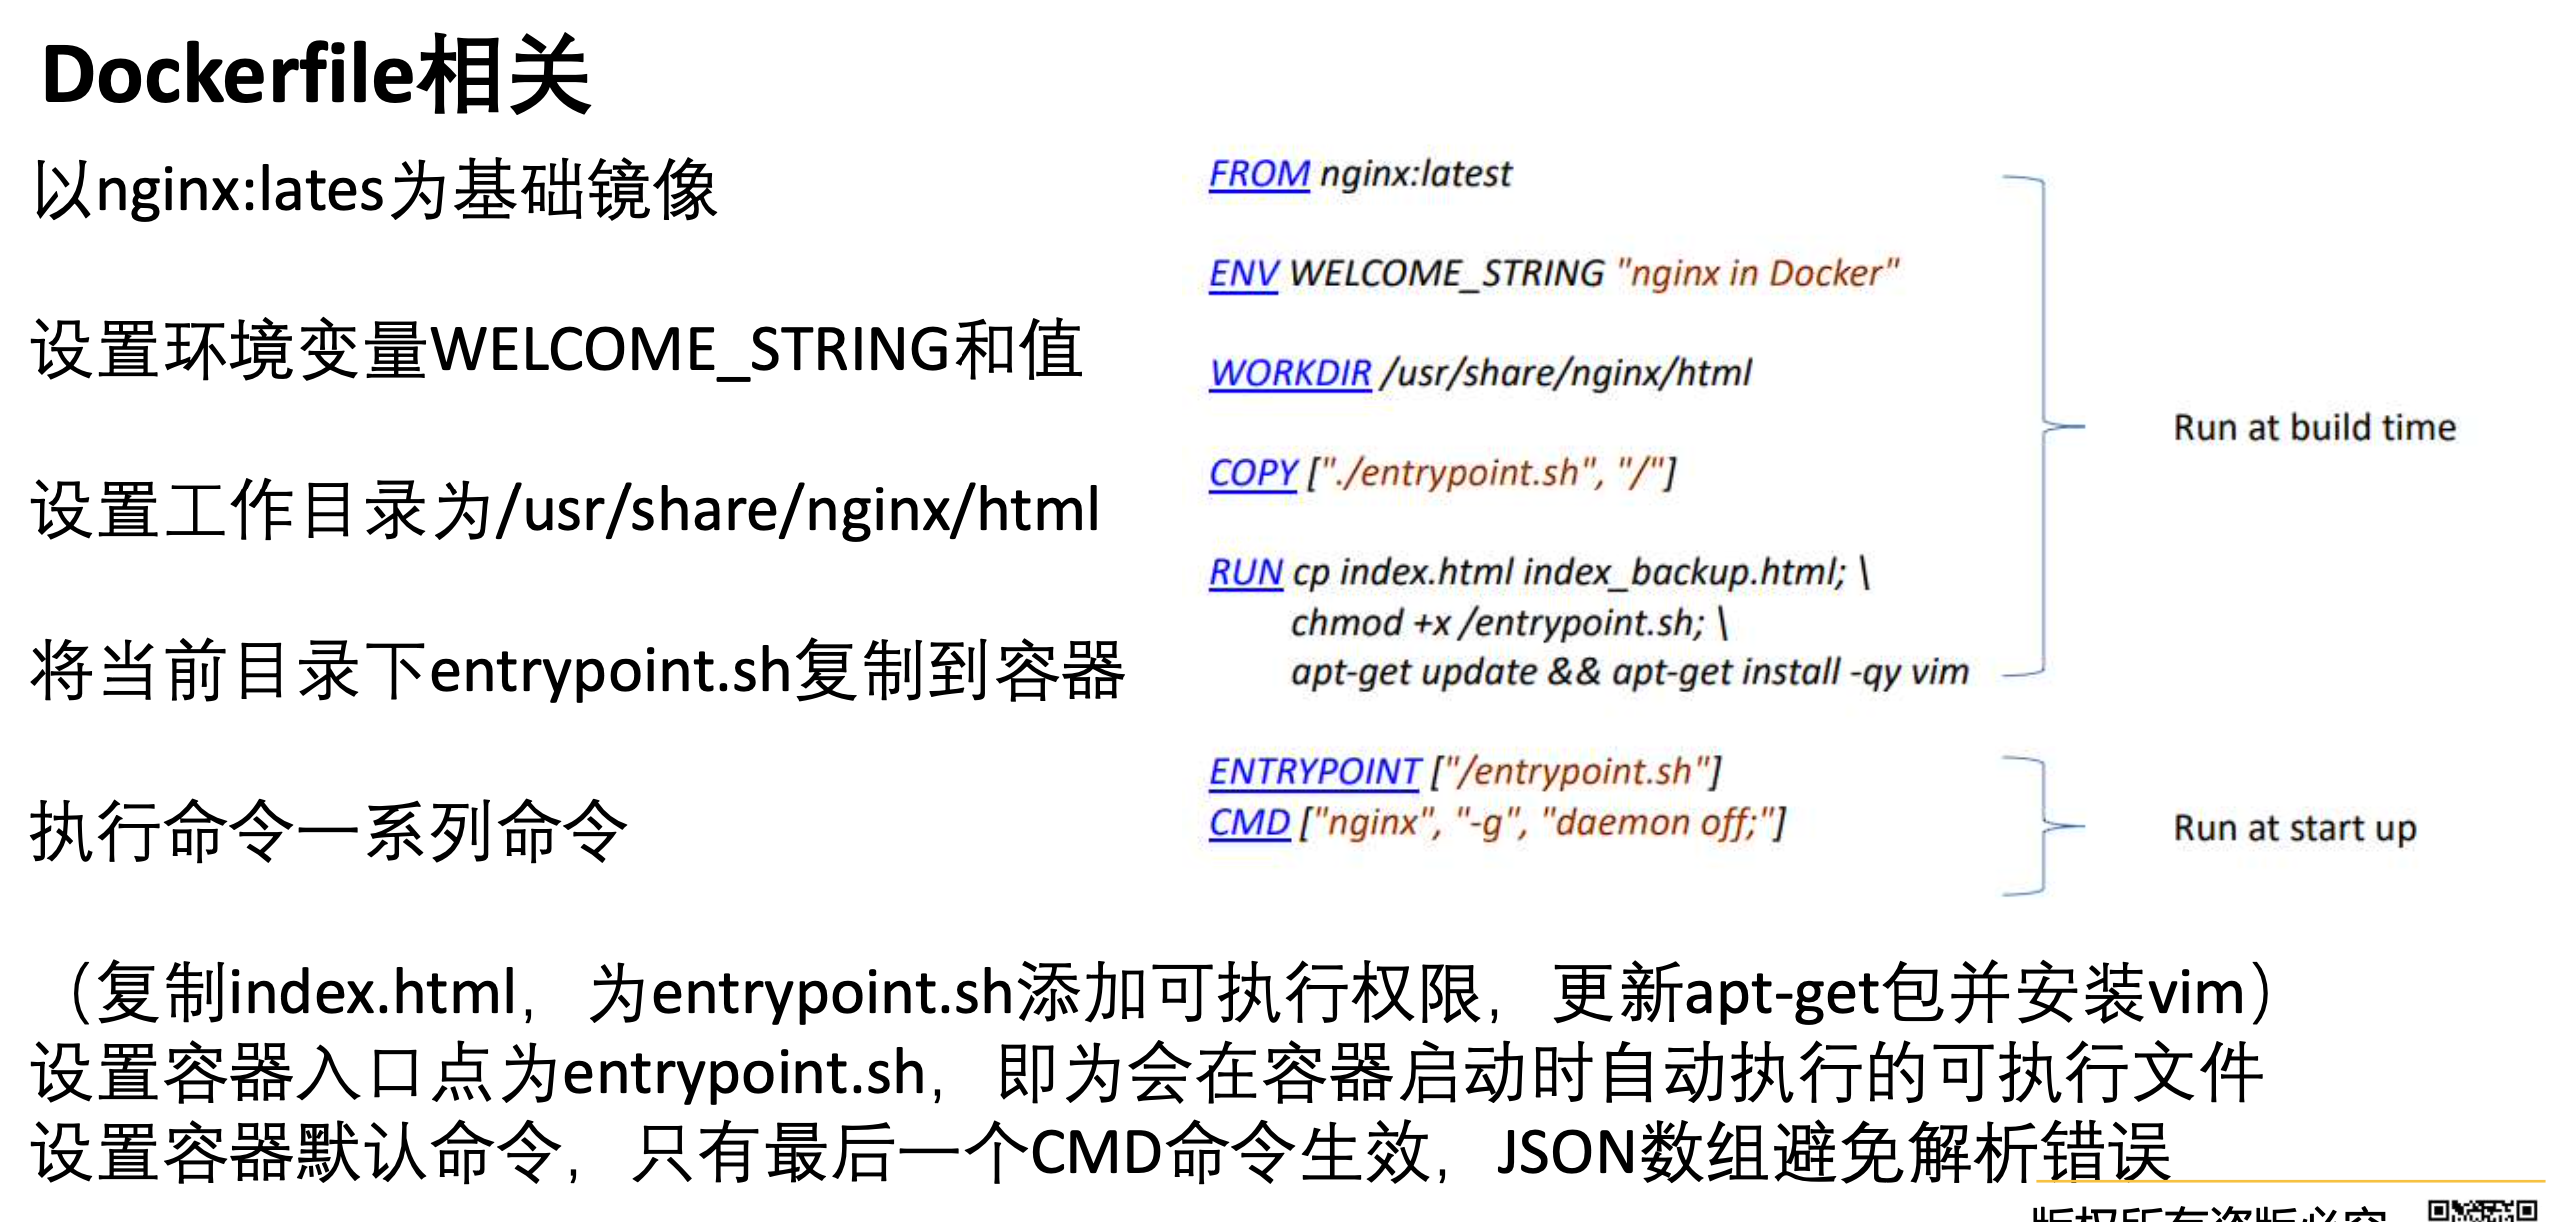 Dockerfile相关
以nginx:lates为基础镜像
设置环境变量WELCOME_STRING和值
设置工作目录为/usr/share/nginx/html
将当前目录下entrypoint.sh复制到容器
执行命令一系列命令
FROM nginx:latest
ENV WELCOME_STRING "nginx in Docker"
WORKDIR /usr/share/nginx/html
COPY ["./entrypoint.sh", "/"]
RUN cp index.html index_backup.html; \
chmod +x /entrypoint.sh; \
apt-get update && apt-get install -qy vim
Run at build time
ENTRYPOINT ["/entrypoint.sh"]
CMD ["nginx", "-g", "daemon off;"]
Run at start up
（复制index.html，为entrypoint.sh添加可执行权限，更新apt-get包并安装vim）
设置容器入口点为entrypoint.sh，即为会在容器启动时自动执行的可执行文件
设置容器默认命令，只有最后一个CMD命令生效，JSON数组避免解析错误
版权所有盗版必究